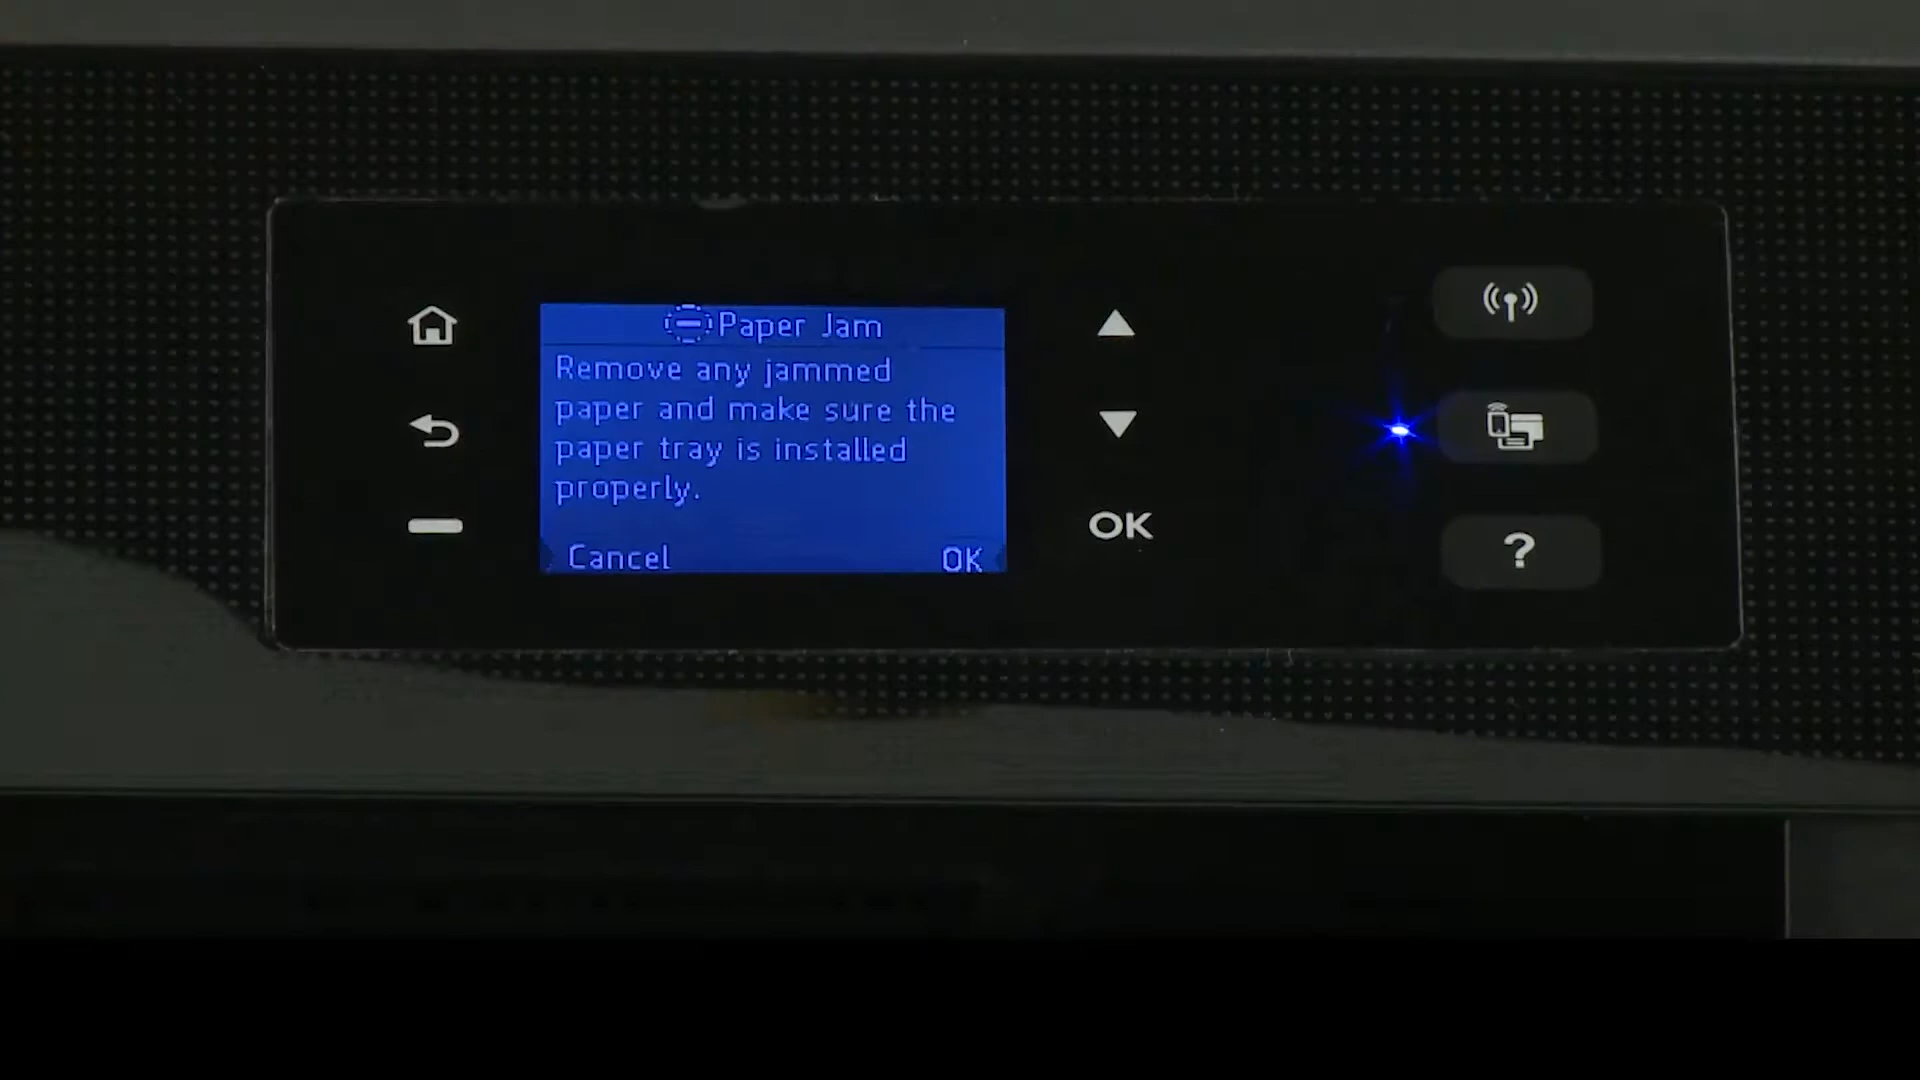 Paper Jam
Remove any jammed
paper and make sure the
paper tray is installed
properly.
Cancel OK
OK
?